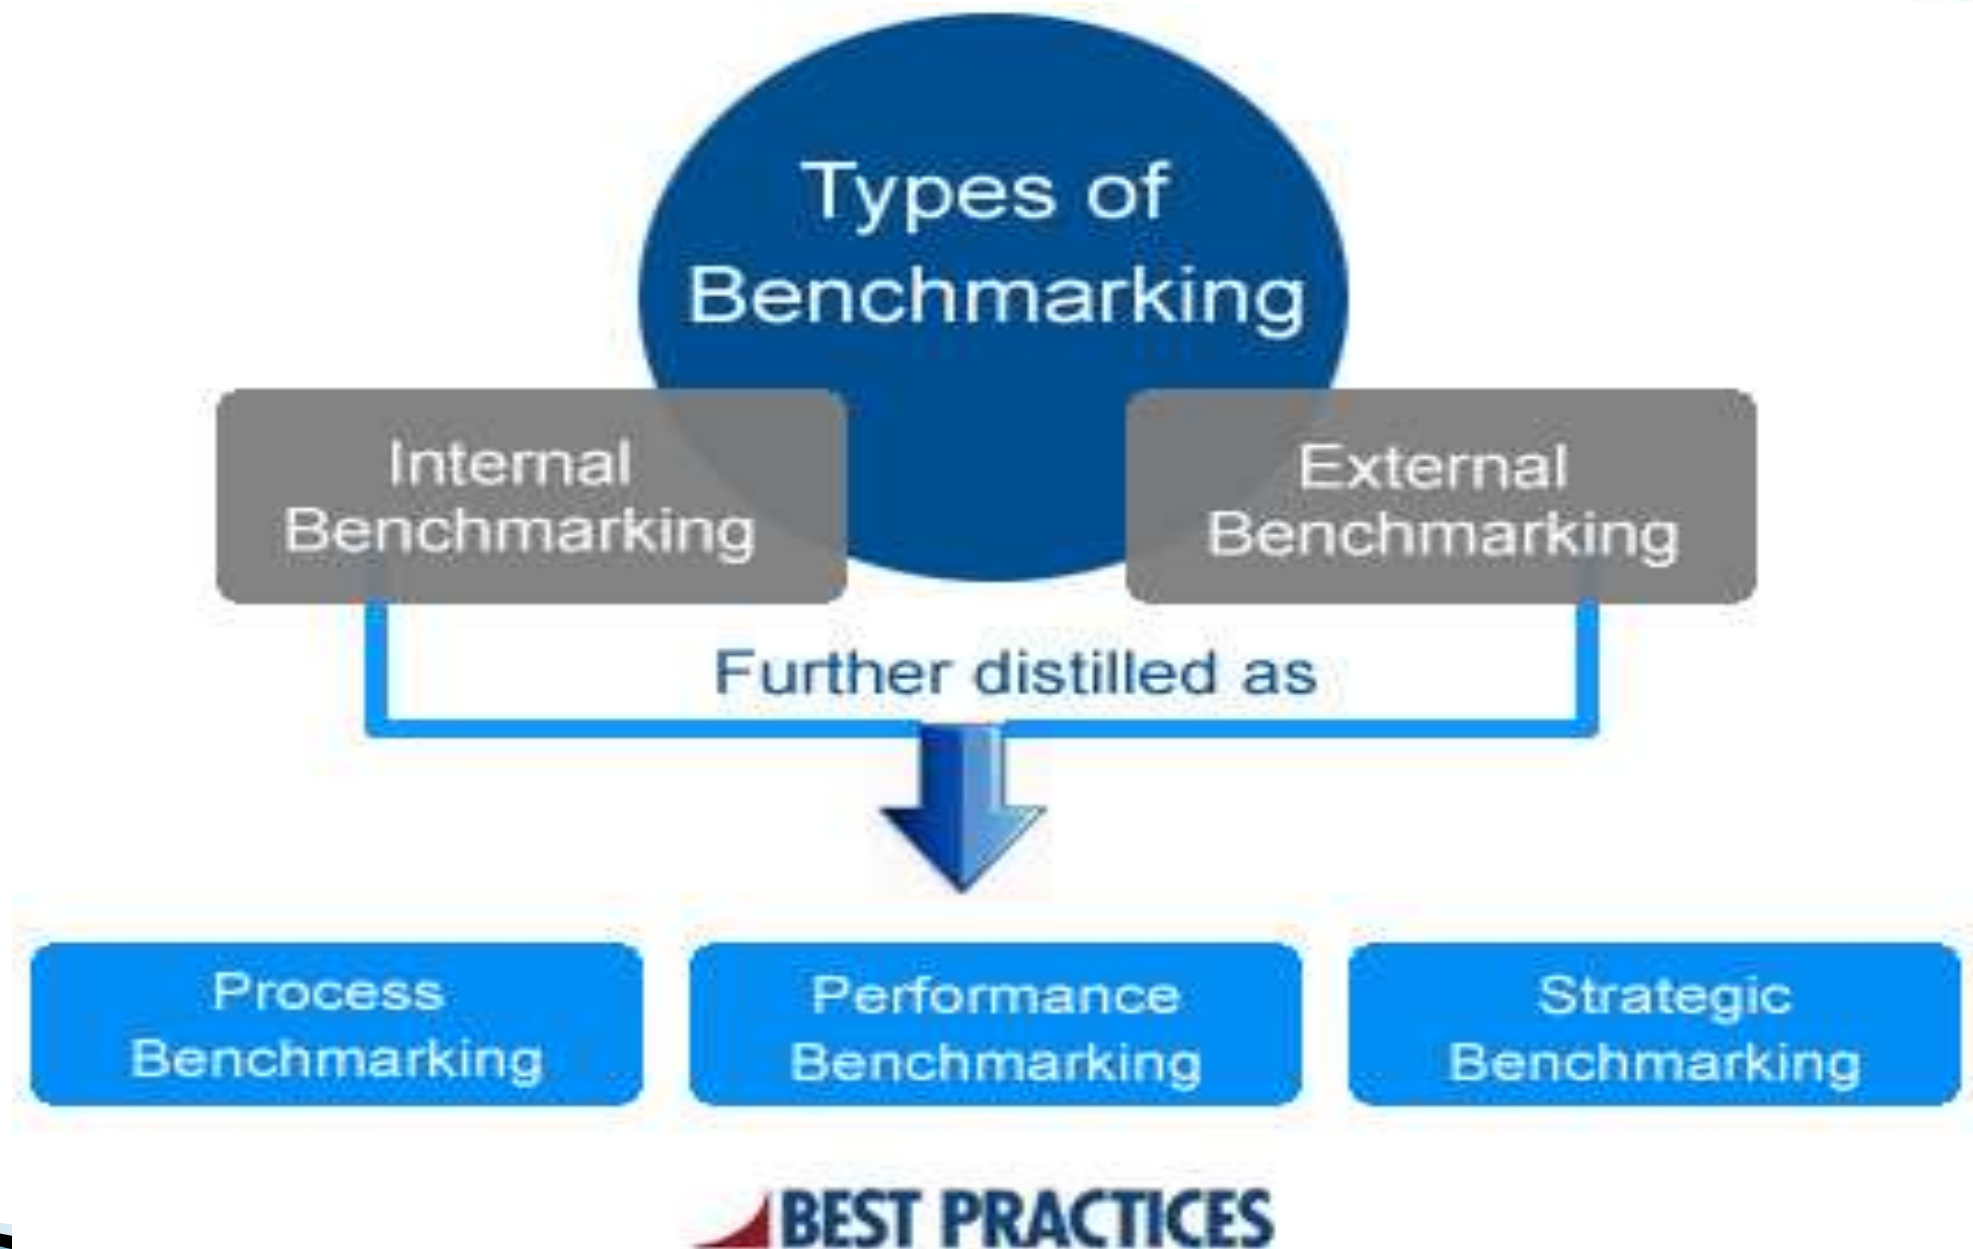 Types of
Benchmarking
Internal
Benchmarking
External
Benchmarking
Further distilled as
Process
Benchmarking
Performance
Benchmarking
Strategic
Benchmarking
BEST PRACTICES